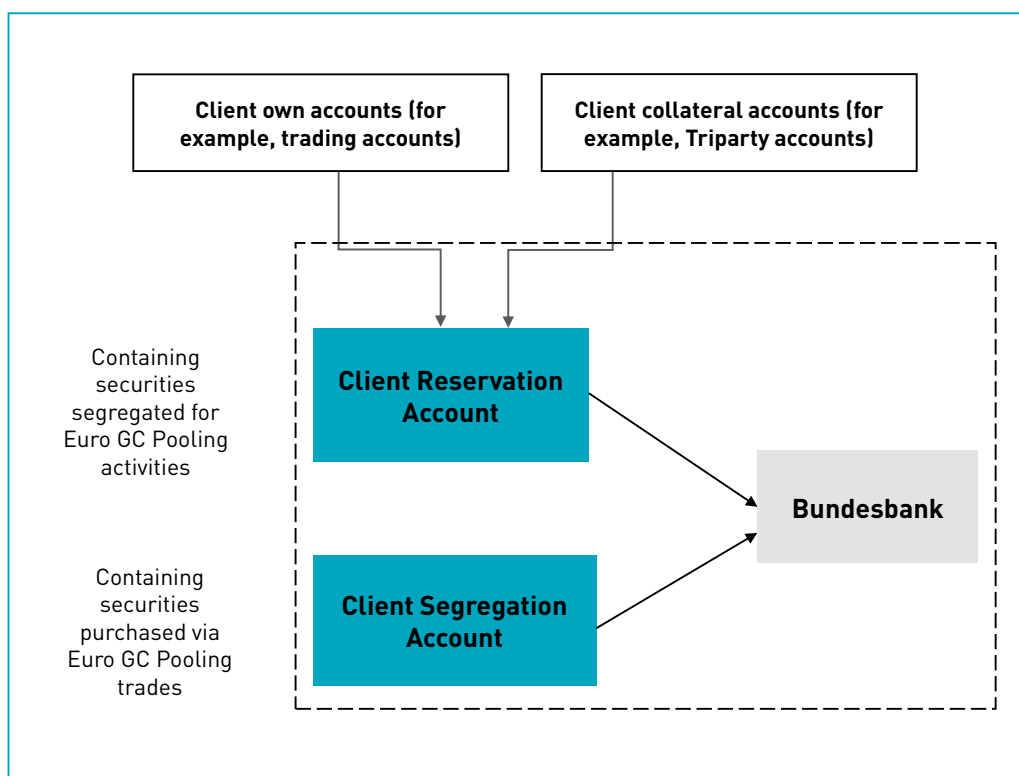 Client own accounts (for
example, trading accounts)
Client collateral accounts (for
example, Triparty accounts)
Containing
securities
segregated for
Euro GC Pooling
activities
Client Reservation
Account
Bundesbank
Containing
securities
purchased via
Euro GC Pooling
trades
Client Segregation
Account